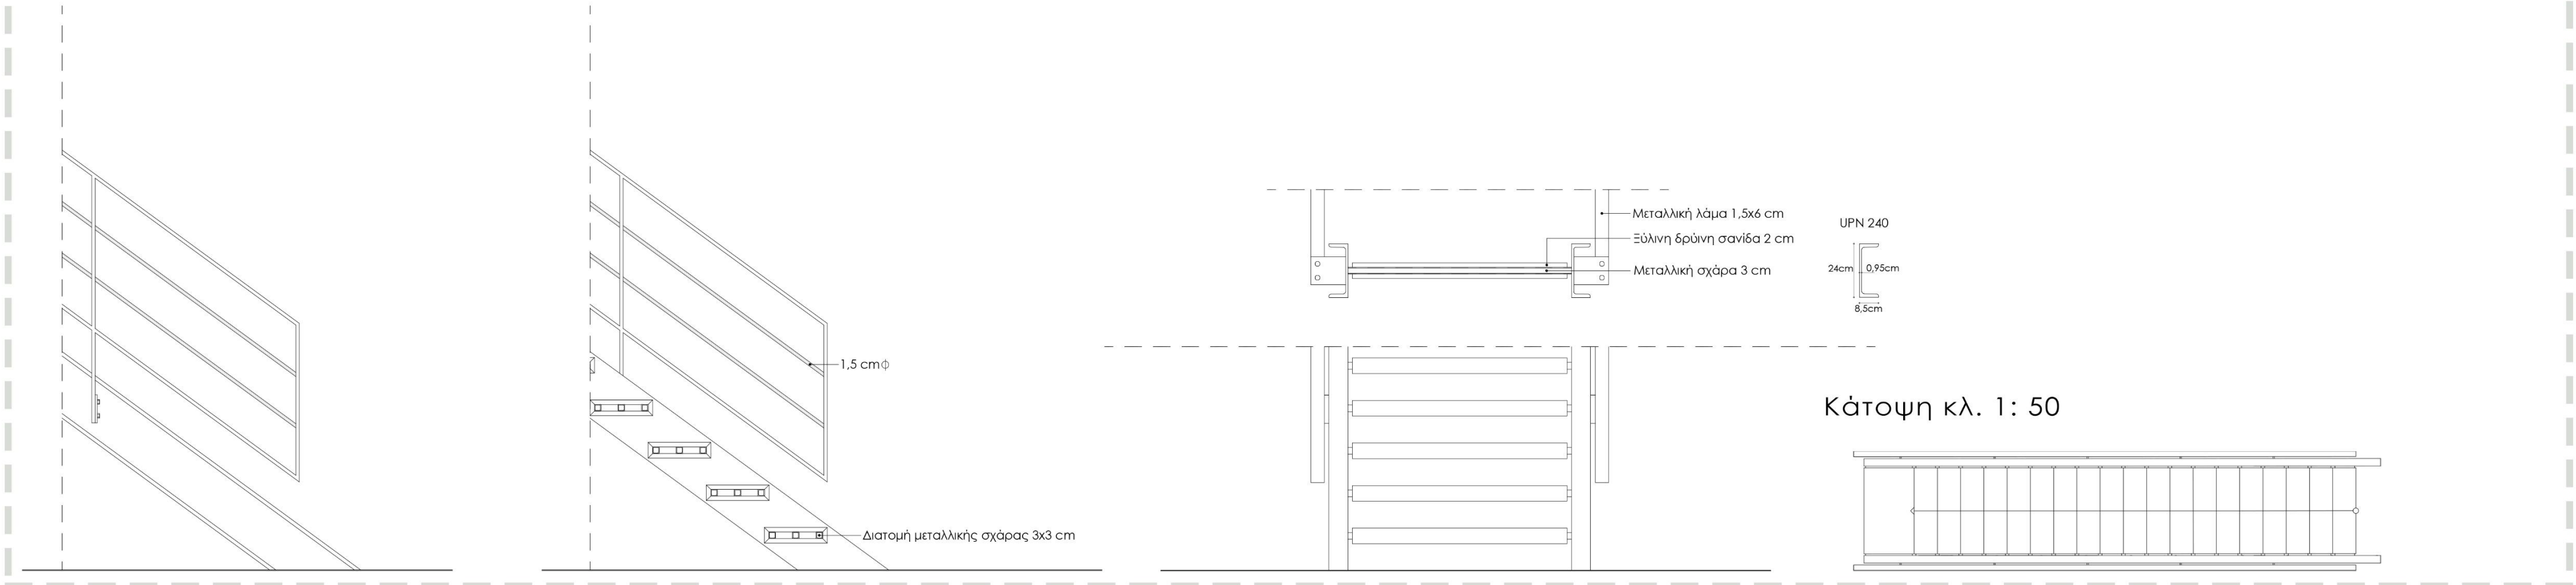 1,5 cmϕ
Διατομή μεταλλικής σχάρας 3x3 cm
Μεταλλική λάμα 1,5x6 cm
Ξύλινη δρύινη σανίδα 2 cm
Μεταλλική σχάρα 3 cm
UPN 240
24cm
0,95cm
8,5cm
Κάτοψη κλ. 1: 50